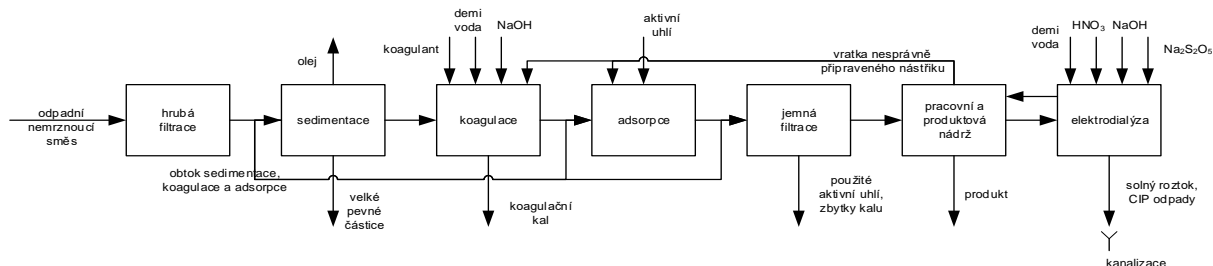 demi
voda
NaOH
koagulant
aktivní
uhlí
olej
vratka nesprávně
připraveného nástřiku
demi
voda
HNO₃
NaOH
Na₂S₂O₅
odpadní
nemrznoucí
směs
hrubá
filtrace
sedimentace
koagulace
adsorpce
jemná
filtrace
pracovní a
produktová
nádrž
elektrodialýza
obtok sedimentace,
koagulace a adsorpce
velké
pevné
částice
koagulační
kal
použité
aktivní uhlí,
zbytky kalu
produkt
solný roztok,
CIP odpady
kanalizace